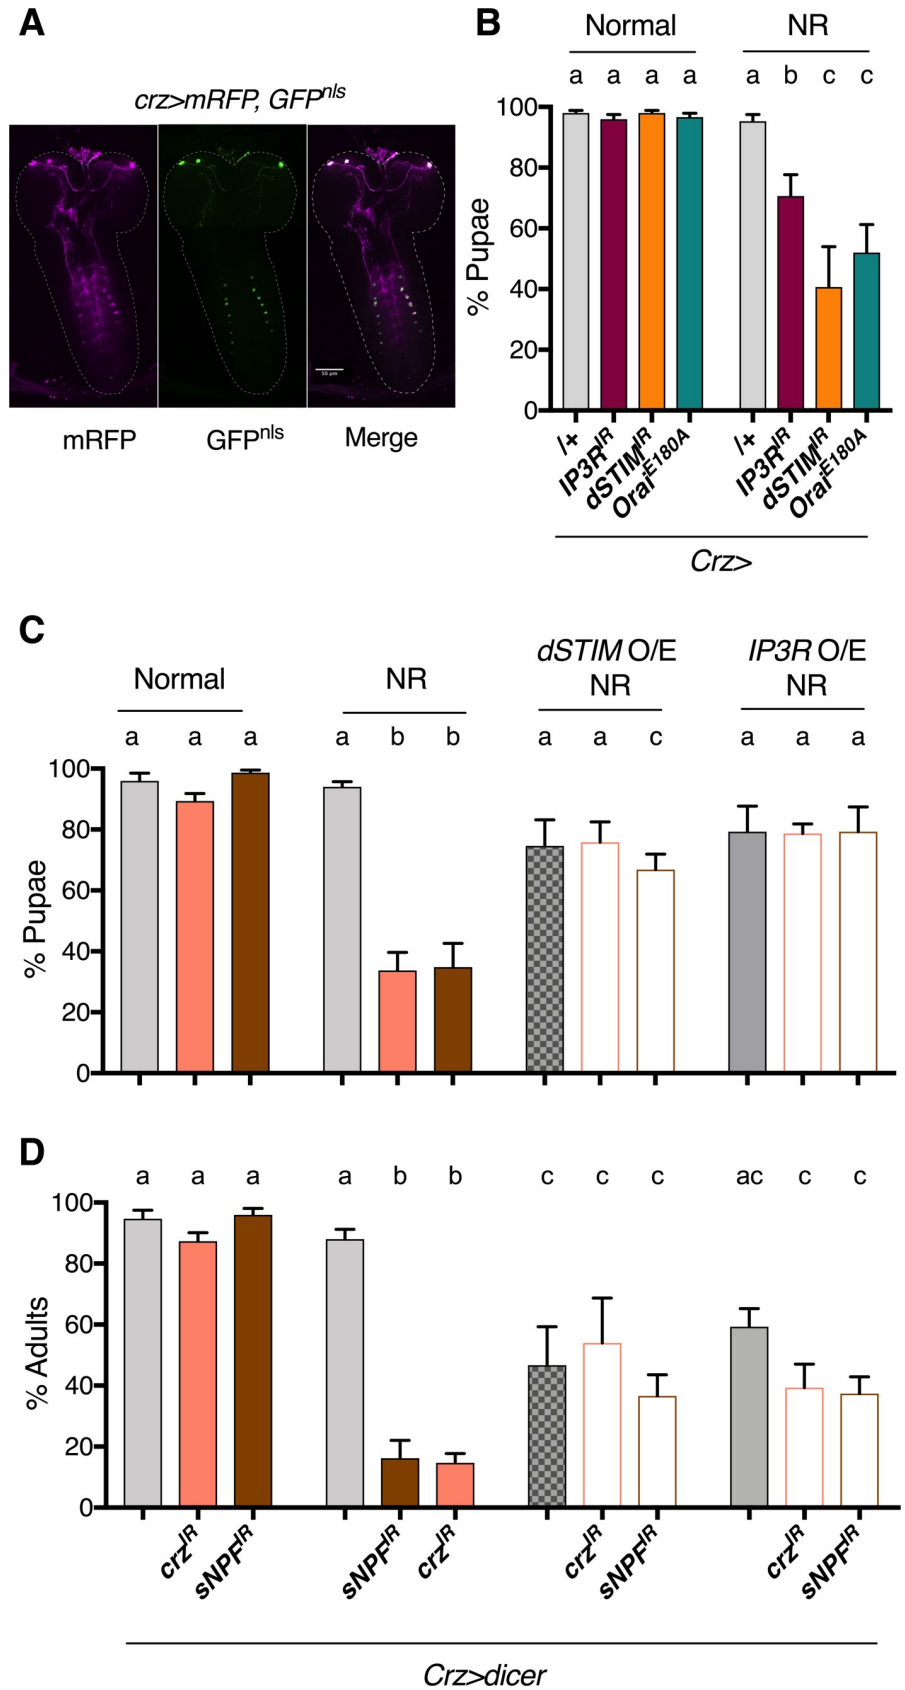 A
crz>mRFP, GFPnls
50 µm
mRFP
GFPnls
Merge
B
Normal
NR
a a a a a b c c
% Pupae
100
80
60
40
20
0
/+
IP3RIR
dSTIMIR
OraiE180A
/+
IP3RIR
dSTIMIR
OraiE180A
Crz>
C
Normal
NR
dSTIM O/E
NR
IP3R O/E
NR
a a a a b b a a c a a a
% Pupae
100
80
60
40
20
0
D
a a a a b b c c c ac c c
% Adults
100
80
60
40
20
0
crzIR
sNPFIR
sNPFIR
crzIR
crzIR
sNPFIR
crzIR
sNPFIR
Crz>dicer